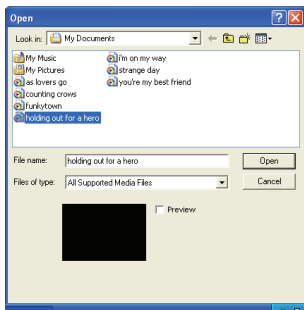 Open
Look in: My Documents
My Music
My Pictures
as lovers go
counting crows
funkytown
holding out for a hero
i'm on my way
strange day
you're my best friend
File name: holding out for a hero Open
Files of type: All Supported Media Files Cancel
Preview